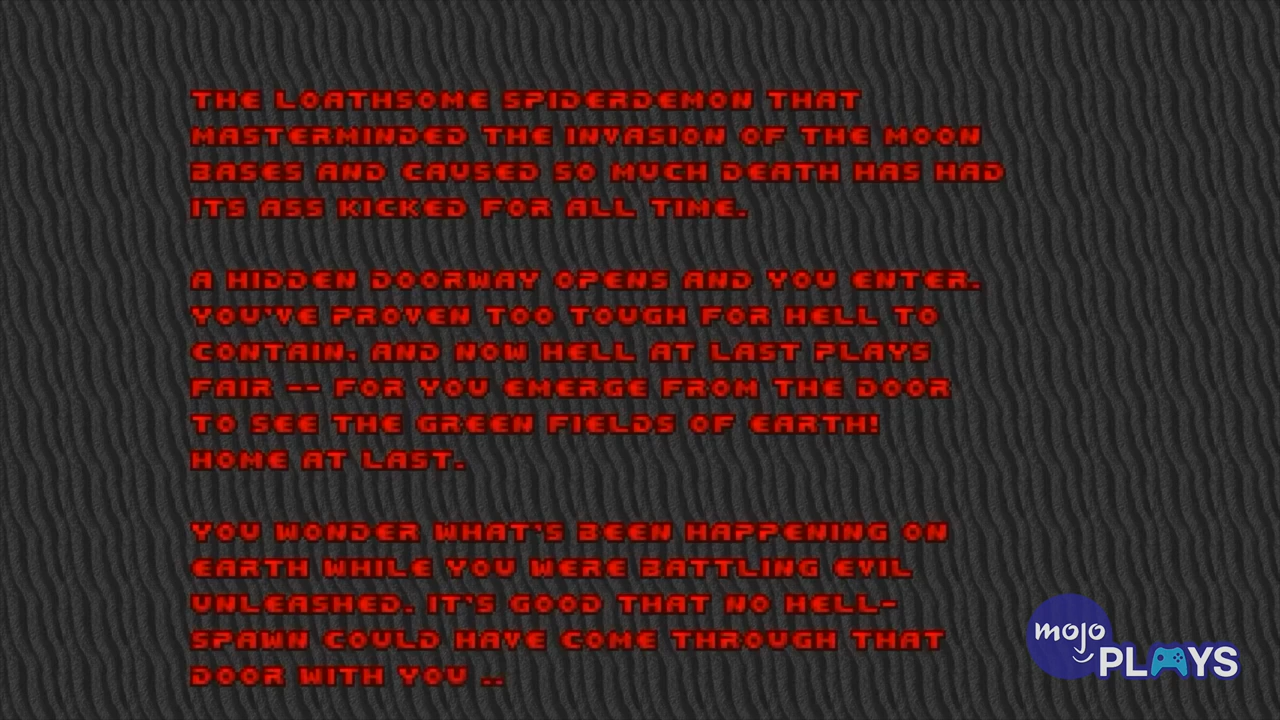 THE LOATHSOME SPIDERDEMON THAT
MASTERMINDED THE INVASION OF THE MOON
BASES AND CAUSED SO MUCH DEATH HAS HAD
ITS ASS KICKED FOR ALL TIME.
A HIDDEN DOORWAY OPENS AND YOU ENTER.
YOU'VE PROVEN TOO TOUGH FOR HELL TO
CONTAIN, AND NOW HELL AT LAST PLAYS
FAIR -- FOR YOU EMERGE FROM THE DOOR
TO SEE THE GREEN FIELDS OF EARTH!
HOME AT LAST.
YOU WONDER WHAT'S BEEN HAPPENING ON
EARTH WHILE YOU WERE BATTLING EVIL
UNLEASHED. IT'S GOOD THAT NO HELL-
SPAWN COULD HAVE COME THROUGH THAT
DOOR WITH YOU ..
mojo
PLAYS